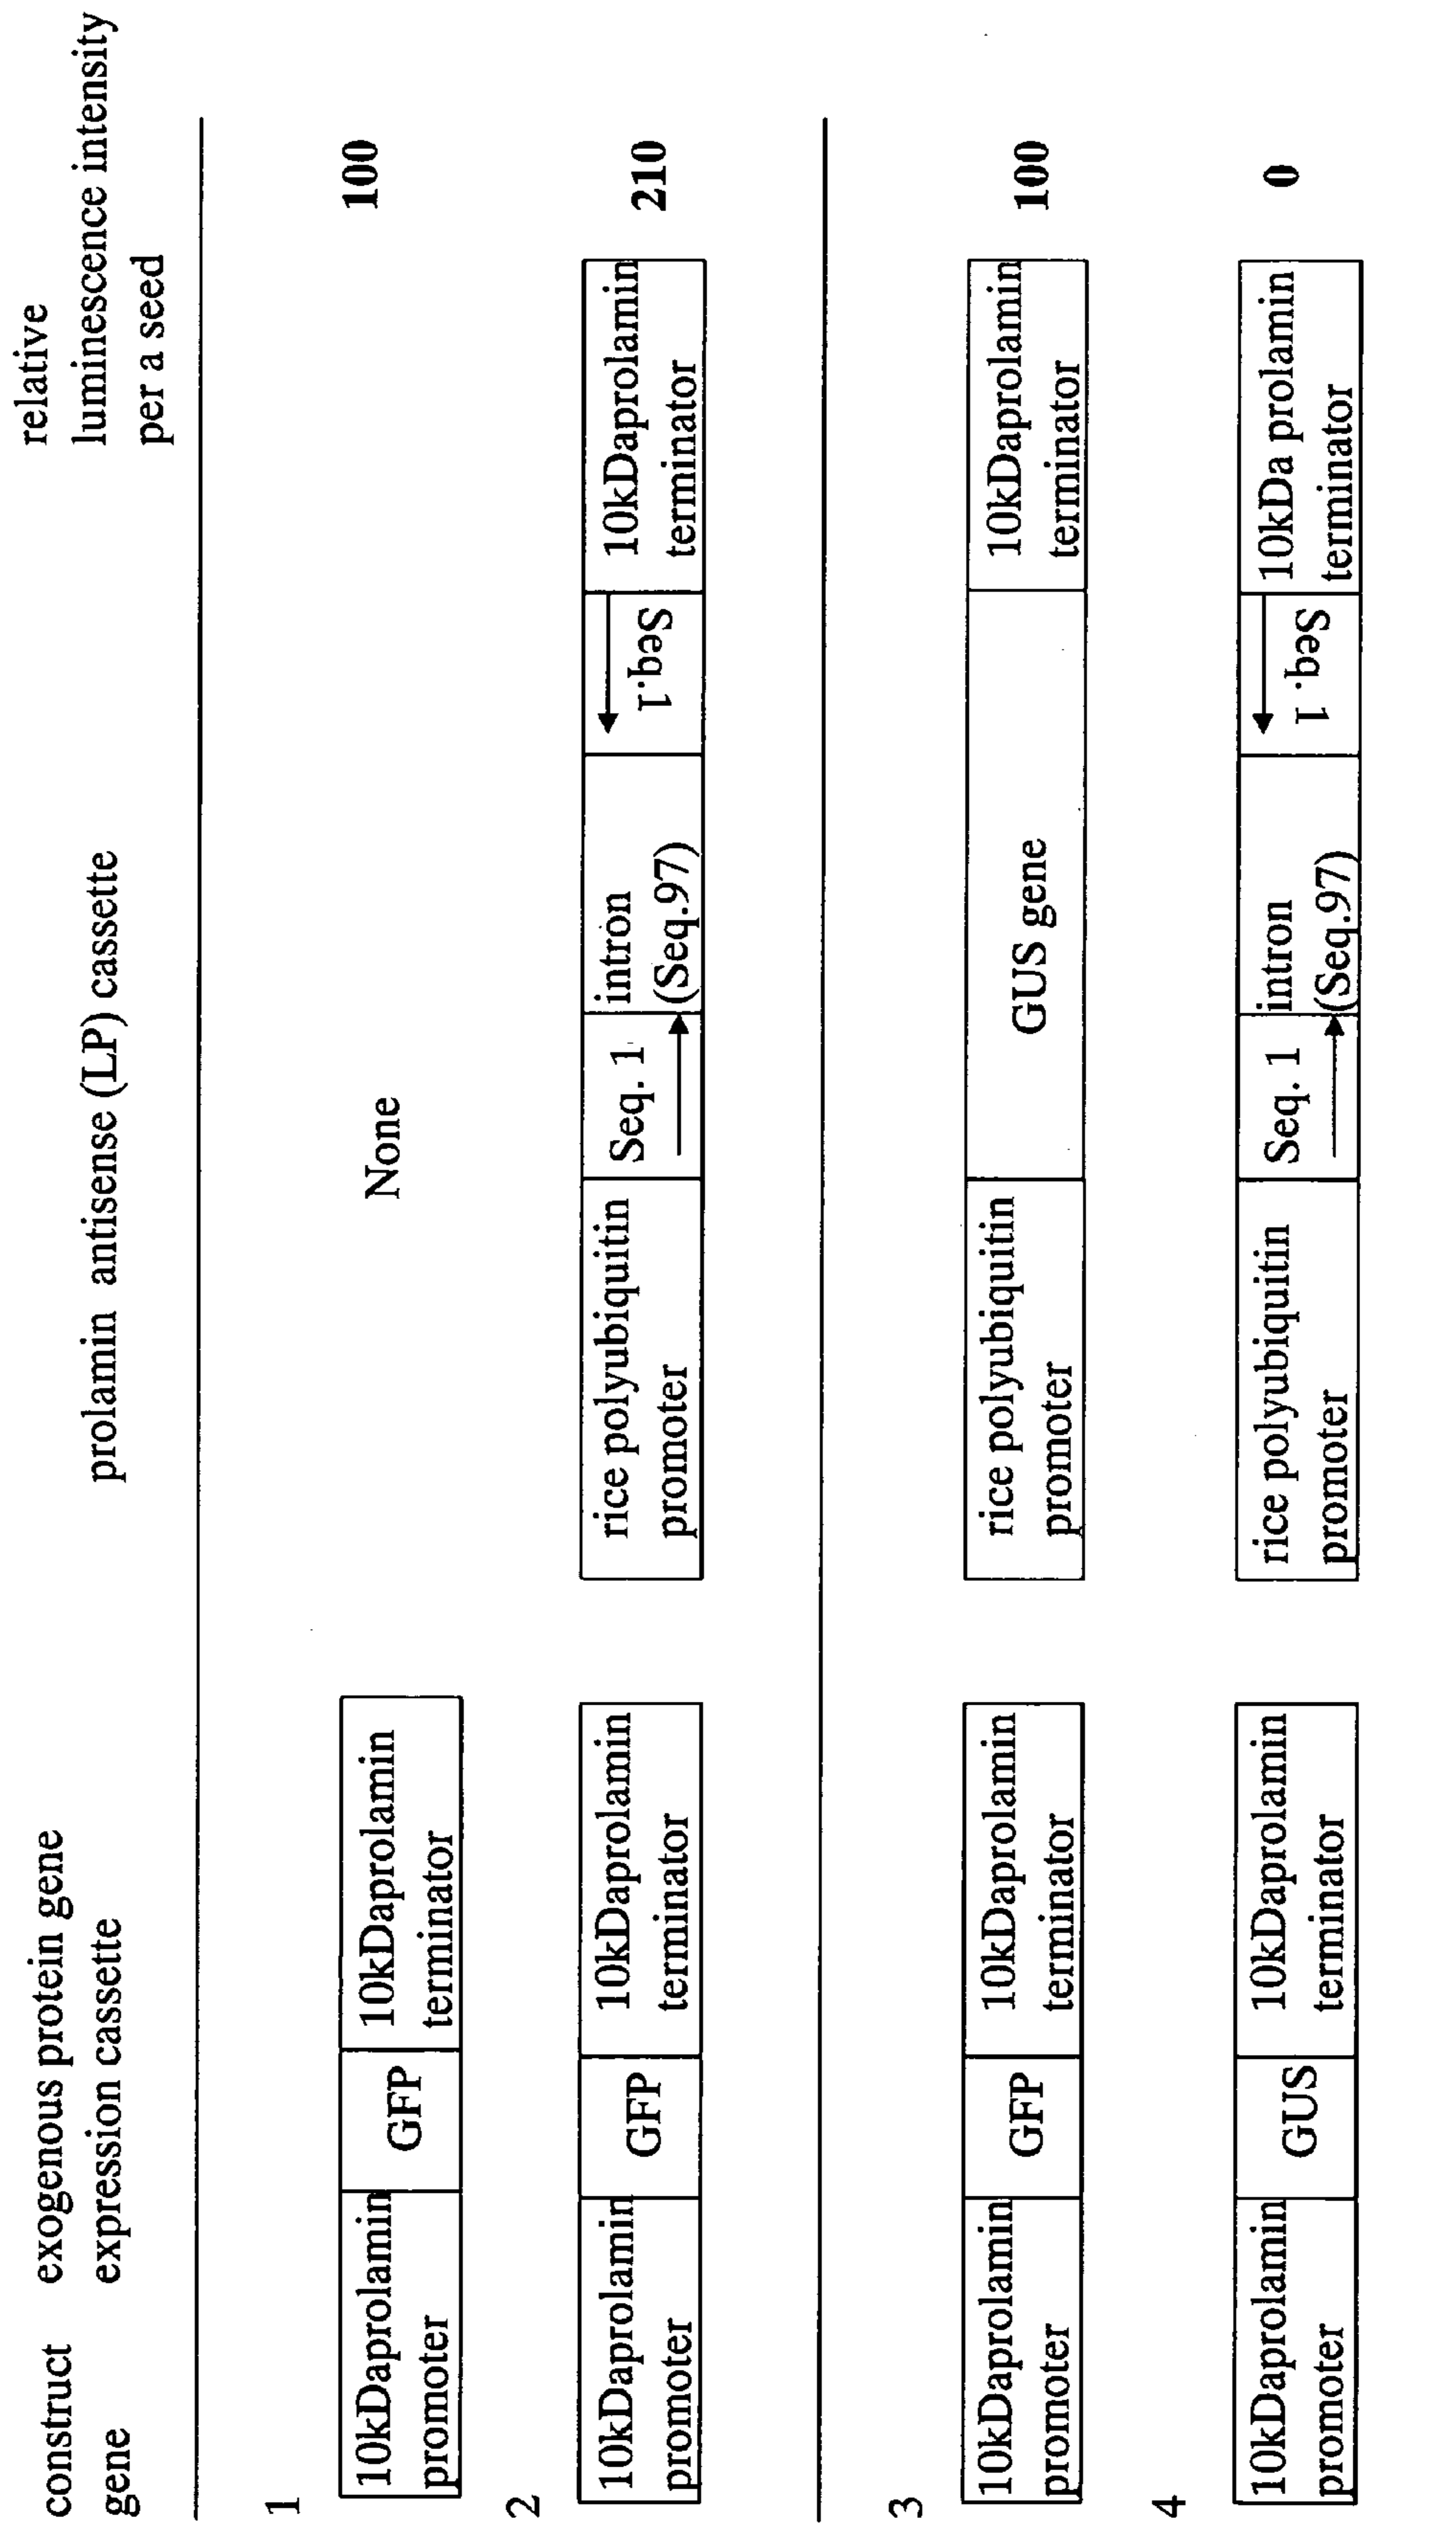 construct
gene
exogenous protein gene
expression cassette
prolamin antisense (LP) cassette
relative
luminescence intensity
per a seed
1
10kDaprolamin
promoter
GFP
10kDaprolamin
terminator
None
100
2
10kDaprolamin
promoter
GFP
10kDaprolamin
terminator
rice polyubiquitin
promoter
Seq. 1
intron
(Seq.97)
Seq.1
10kDaprolamin
terminator
210
3
10kDaprolamin
promoter
GFP
10kDaprolamin
terminator
rice polyubiquitin
promoter
GUS gene
10kDaprolamin
terminator
100
4
10kDaprolamin
promoter
GUS
10kDaprolamin
terminator
rice polyubiquitin
promoter
Seq. 1
intron
(Seq.97)
Seq. 1
10kDa prolamin
terminator
0